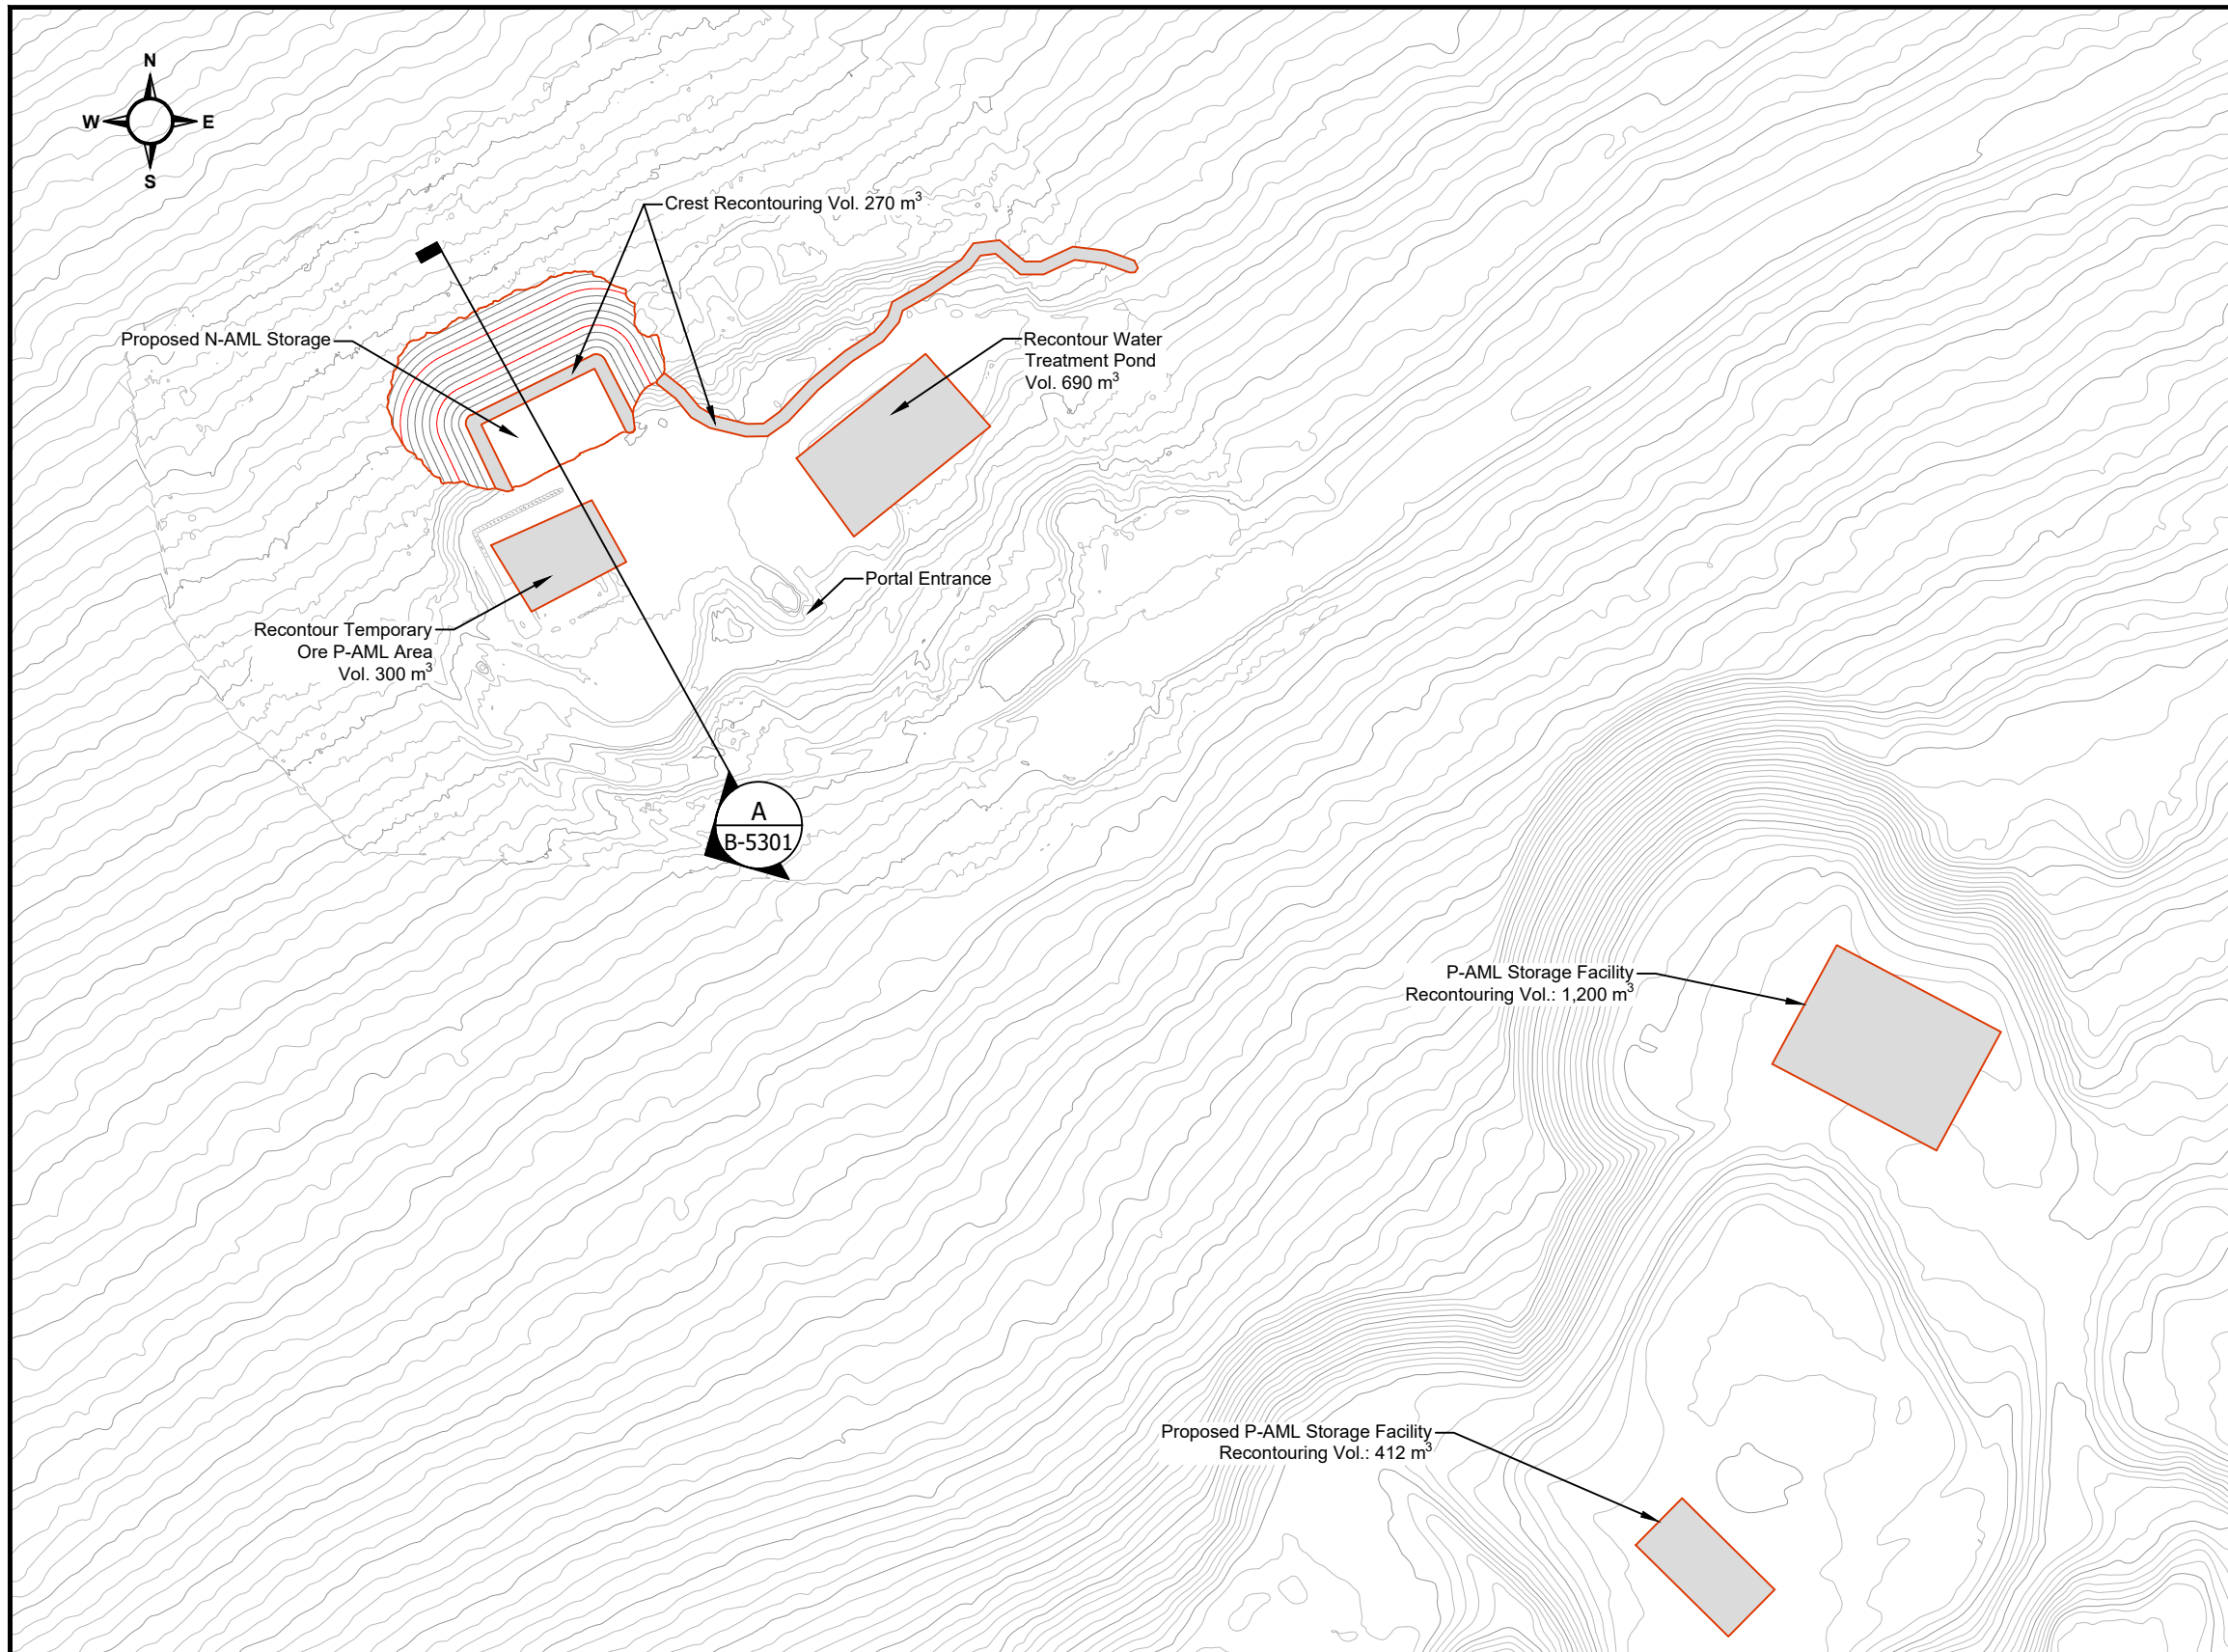 N
W E
S
Crest Recontouring Vol. 270 m³
Proposed N-AML Storage
Recontour Water
Treatment Pond
Vol. 690 m³
Portal Entrance
Recontour Temporary
Ore P-AML Area
Vol. 300 m³
A
B-5301
P-AML Storage Facility
Recontouring Vol.: 1,200 m³
Proposed P-AML Storage Facility
Recontouring Vol.: 412 m³